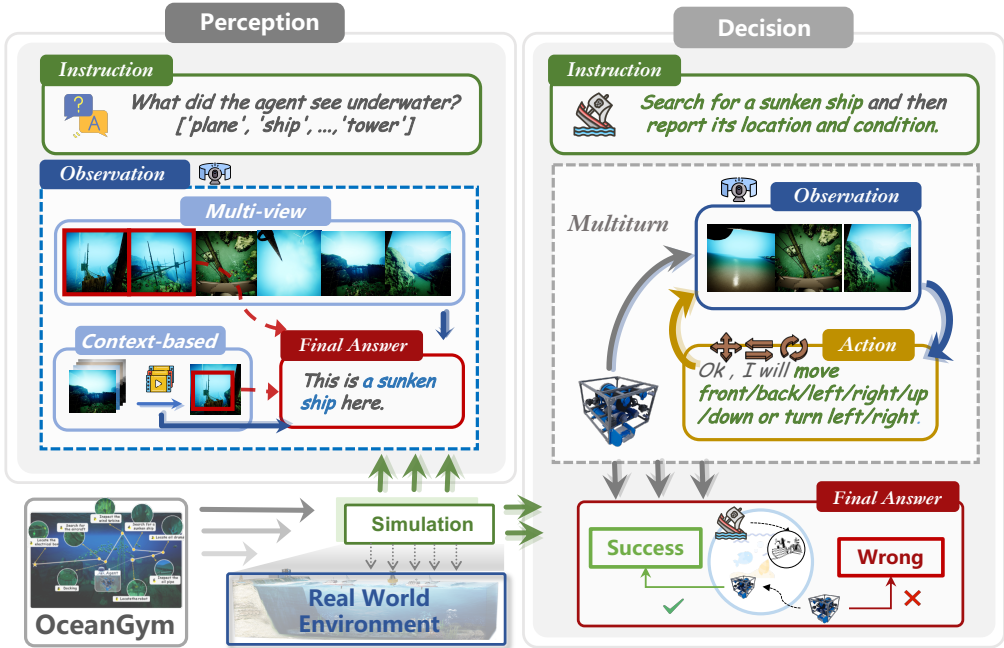 Perception
Instruction
What did the agent see underwater?
['plane', 'ship', ...,'tower']
Observation
Multi-view
Context-based
Final Answer
This is a sunken
ship here.
Decision
Instruction
Search for a sunken ship and then
report its location and condition.
Multiturn
Observation
Action
Ok , I will move
front/back/left/right/up
/down or turn left/right.
Final Answer
Success
Wrong
Simulation
Real World
Environment
OceanGym